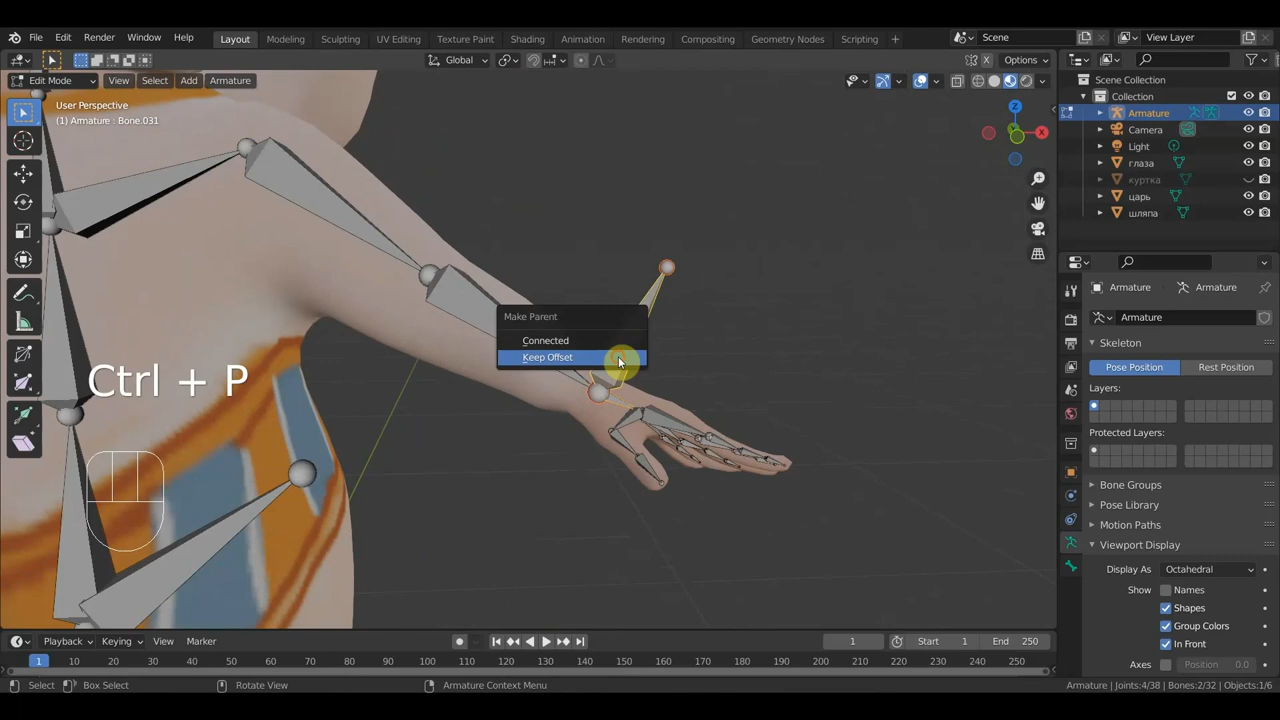 File Edit Render Window Help Layout Modeling Sculpting UV Editing Texture Paint Shading Animation Rendering Compositing Geometry Nodes Scripting + Scene View Layer
Global X Options
Edit Mode View Select Add Armature
User Perspective
(1) Armature : Bone.031
Scene Collection
Collection
Armature
Camera
Light
глаза
куртка
царь
шляпа
Make Parent
Connected
Keep Offset
Ctrl + P
Armature Armature
Armature
Skeleton
Pose Position Rest Position
Layers:
Protected Layers:
Bone Groups
Pose Library
Motion Paths
Viewport Display
Display As Octahedral
Names
Shapes
Group Colors
In Front
Axes Position 0.0
Playback Keying View Marker 1 Start 1 End 250
1 10 20 30 40 50 60 70 80 90 100 110 120 130 140 150 160 170 180 190 200 210 220 230 240 250
Select Box Select Rotate View Armature Context Menu Armature | Joints:4/38 | Bones:2/32 | Objects:1/6